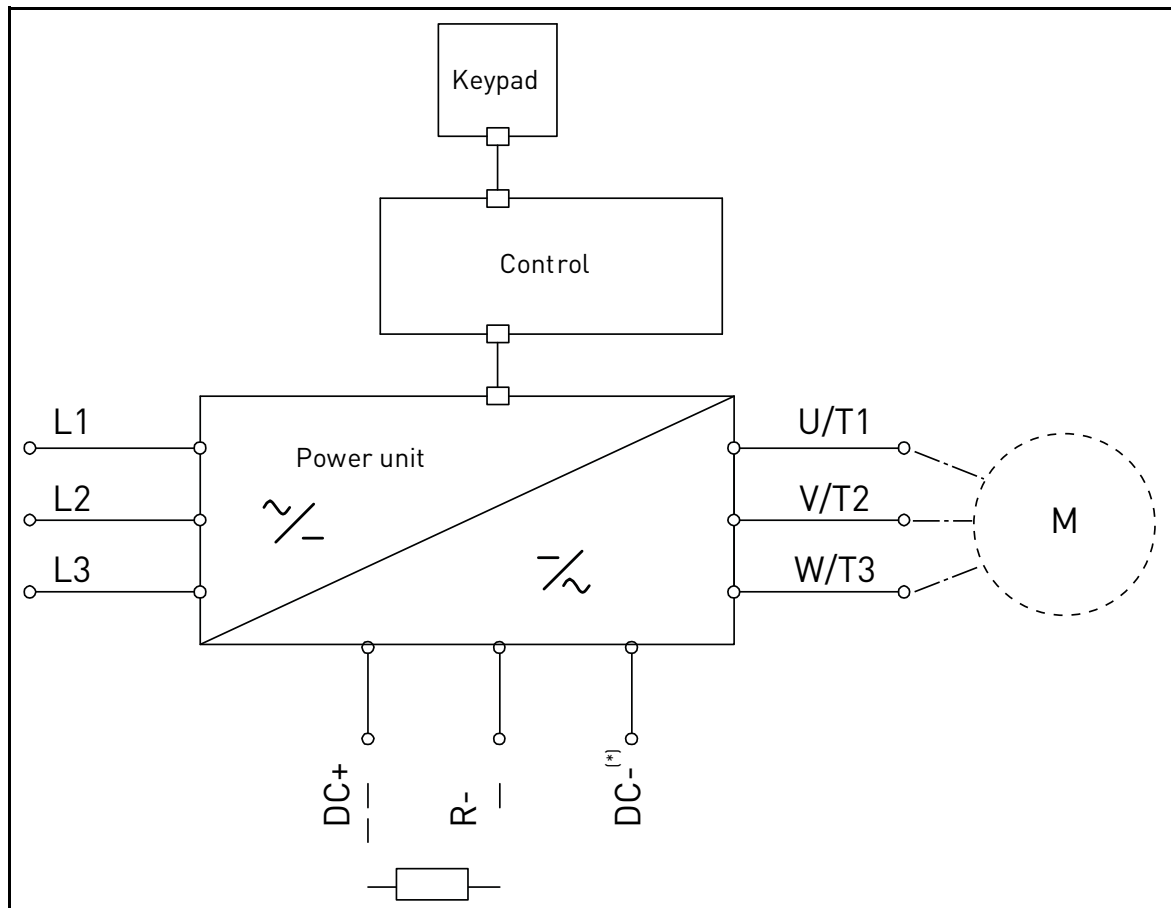 Keypad
Control
L1
Power unit
U/T1
L2
V/T2
M
L3
W/T3
DC+
R-
DC-(*)